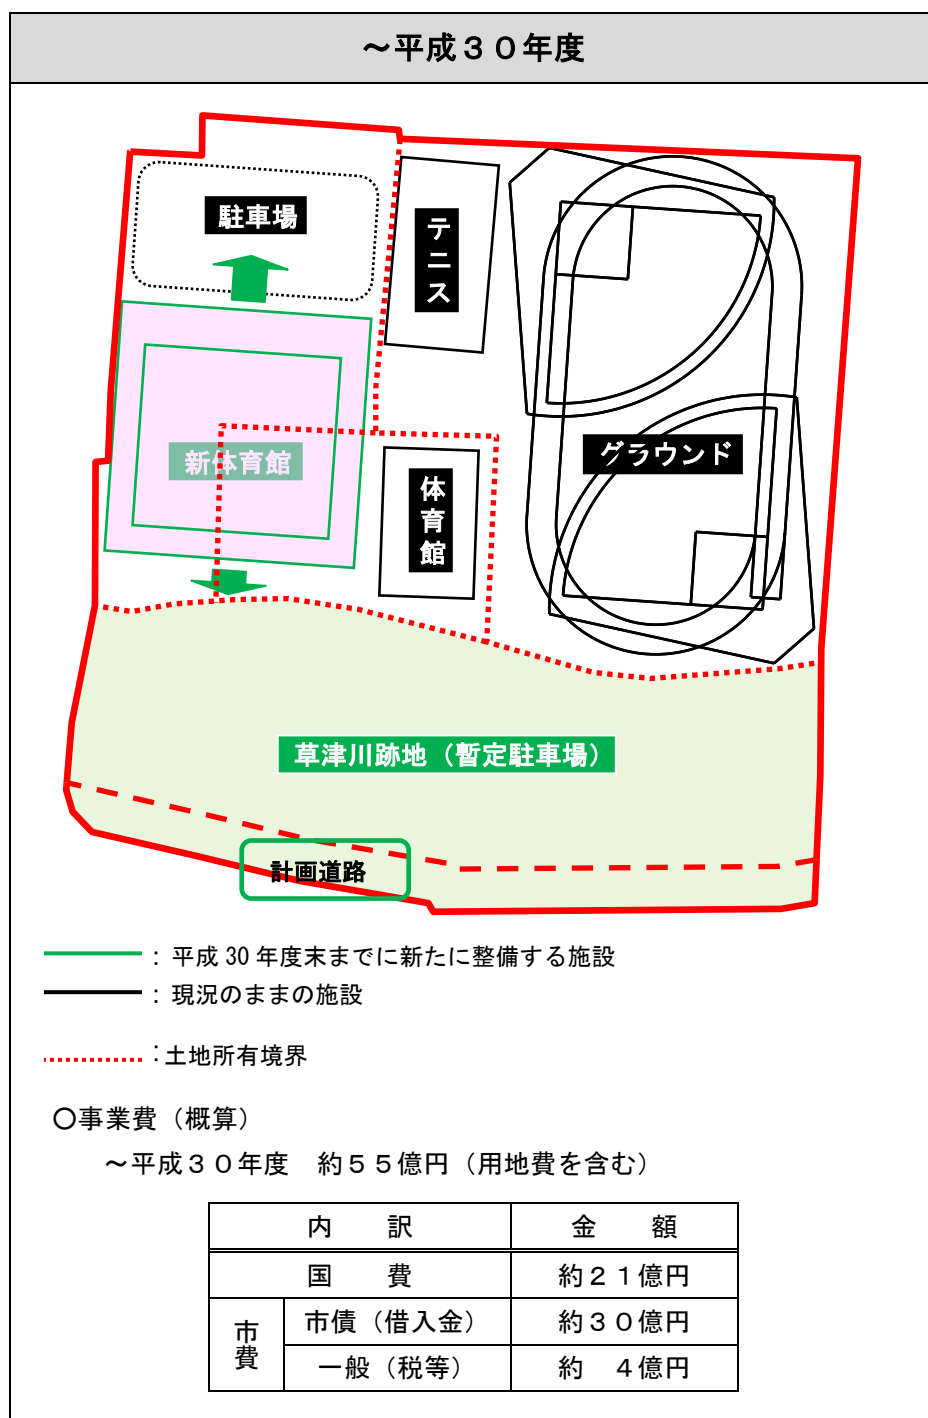 ～平成３０年度
駐車場
テニス
新体育館
体育館
グラウンド
草津川跡地（暫定駐車場）
計画道路
：平成 30 年度末までに新たに整備する施設
：現況のままの施設
：土地所有境界
〇事業費（概算）
～平成３０年度　約５５億円（用地費を含む）
内　　訳　金　　額
国　　費　約２１億円
市費　市債（借入金）　約３０億円
一般（税等）　約　４億円